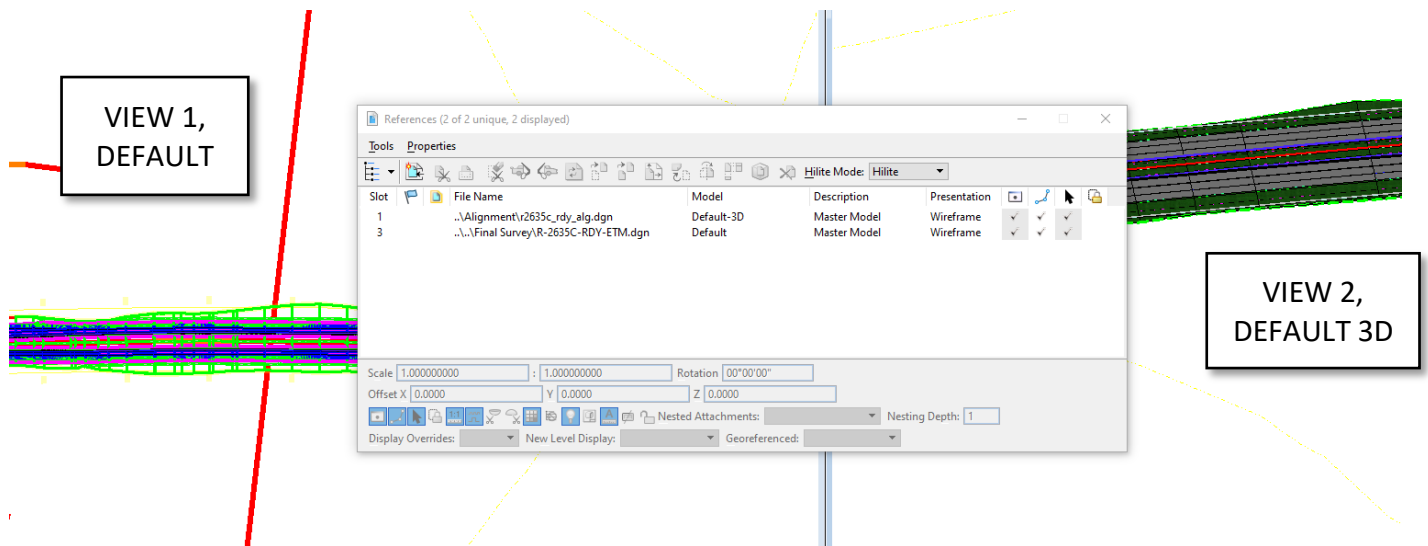 VIEW 1,
DEFAULT
References (2 of 2 unique, 2 displayed)
Tools Properties
Hilite Mode: Hilite
Slot File Name Model Description Presentation
1 ..\Alignment\r2635c_rdy_alg.dgn Default-3D Master Model Wireframe
3 ..\..\Final Survey\R-2635C-RDY-ETM.dgn Default Master Model Wireframe
VIEW 2,
DEFAULT 3D
Scale 1.000000000 : 1.000000000 Rotation 00°00'00"
Offset X 0.0000 Y 0.0000 Z 0.0000
1:1 A Nested Attachments: Nesting Depth: 1
Display Overrides: New Level Display: Georeferenced: